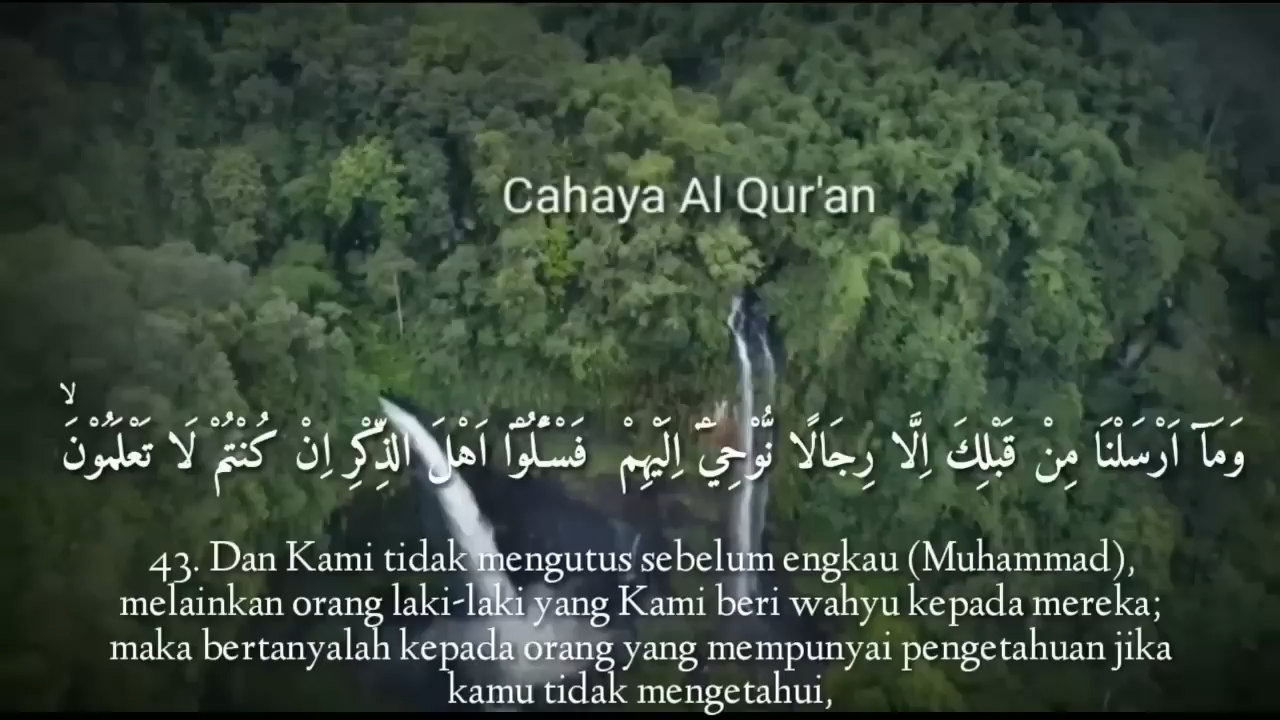 Cahaya Al Qur'an
وَمَآ اَرْسَلْنَا مِنْ قَبْلِكَ اِلَّا رِجَالًا نُّوْحِيْٓ اِلَيْهِمْ فَسْـَٔلُوْٓا اَهْلَ الذِّكْرِ اِنْ كُنْتُمْ لَا تَعْلَمُوْنَۙ
43. Dan Kami tidak mengutus sebelum engkau (Muhammad),
melainkan orang laki-laki yang Kami beri wahyu kepada mereka;
maka bertanyalah kepada orang yang mempunyai pengetahuan jika
kamu tidak mengetahui,